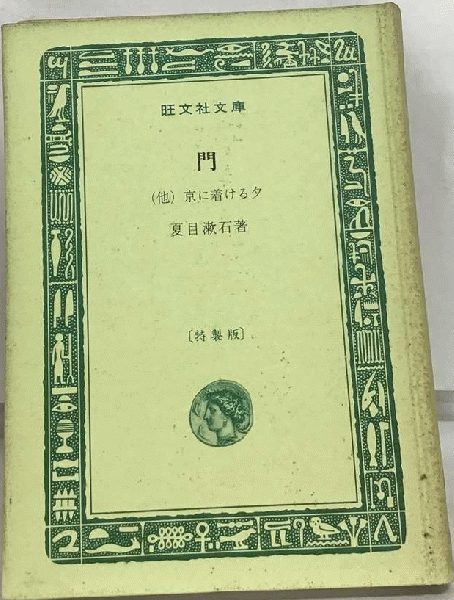 旺文社文庫
門
(他) 京に着ける夕
夏目漱石著
〔特製版〕